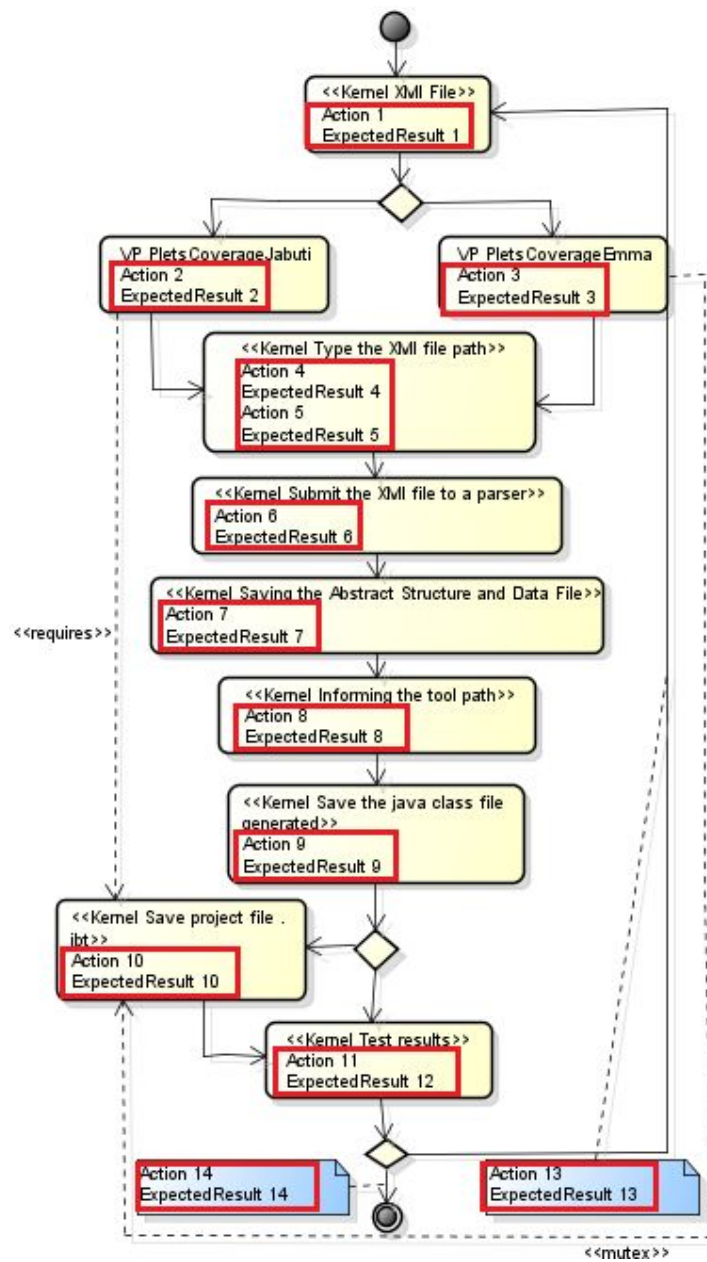 <<Kernel XMI File>>
Action 1
ExpectedResult 1
VP_PletsCoverageJabuti
Action 2
ExpectedResult 2
VP_PletsCoverageEmma
Action 3
ExpectedResult 3
<<Kernel Type the XMI file path>>
Action 4
ExpectedResult 4
Action 5
ExpectedResult 5
<<Kernel Submit the XMI file to a parser>>
Action 6
ExpectedResult 6
<<Kernel Saving the Abstract Structure and Data File>>
Action 7
ExpectedResult 7
<<requires>>
<<Kernel Informing the tool path>>
Action 8
ExpectedResult 8
<<Kernel Save the java class file
generated>>
Action 9
ExpectedResult 9
<<Kernel Save project file .
jbt>>
Action 10
ExpectedResult 10
<<Kernel Test results>>
Action 11
ExpectedResult 12
Action 14
ExpectedResult 14
Action 13
ExpectedResult 13
<<mutex>>